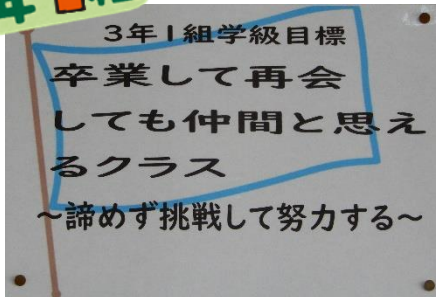 3年1組学級目標
卒業して再会
しても仲間と思え
るクラス
~諦めず挑戦して努力する~